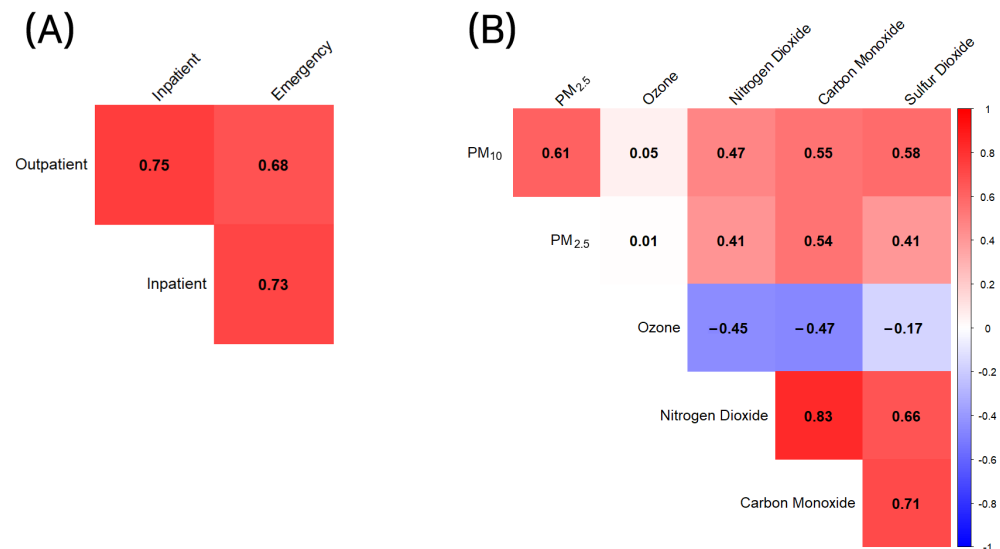 (A)
(B)
Inpatient
Emergency
Outpatient
0.75
0.68
Inpatient
0.73
PM2.5
Ozone
Nitrogen Dioxide
Carbon Monoxide
Sulfur Dioxide
PM10
0.61
0.05
0.47
0.55
0.58
PM2.5
0.01
0.41
0.54
0.41
Ozone
−0.45
−0.47
−0.17
Nitrogen Dioxide
0.83
0.66
Carbon Monoxide
0.71
1
0.8
0.6
0.4
0.2
0
-0.2
-0.4
-0.6
-0.8
-1